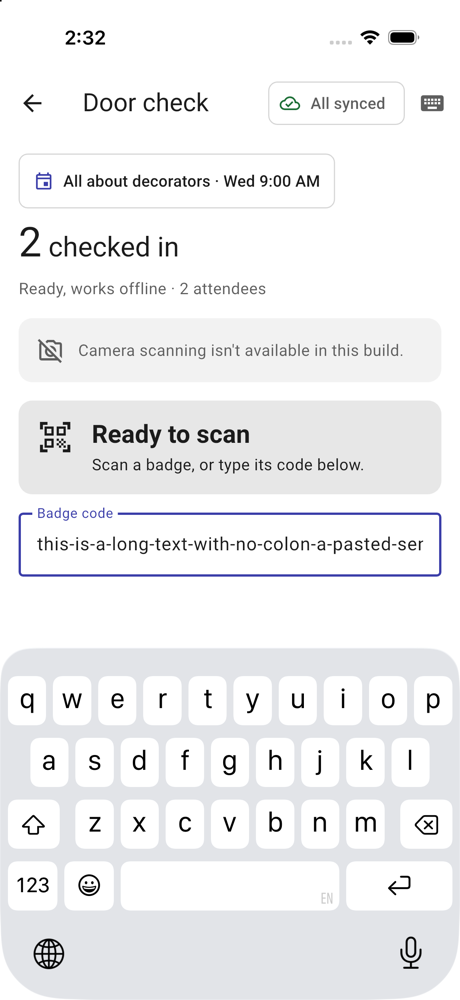 2:32
Door check
All synced
All about decorators · Wed 9:00 AM
2 checked in
Ready, works offline · 2 attendees
Camera scanning isn't available in this build.
Ready to scan
Scan a badge, or type its code below.
Badge code
this-is-a-long-text-with-no-colon-a-pasted-ser
q w e r t y u i o p
a s d f g h j k l
z x c v b n m
123
EN